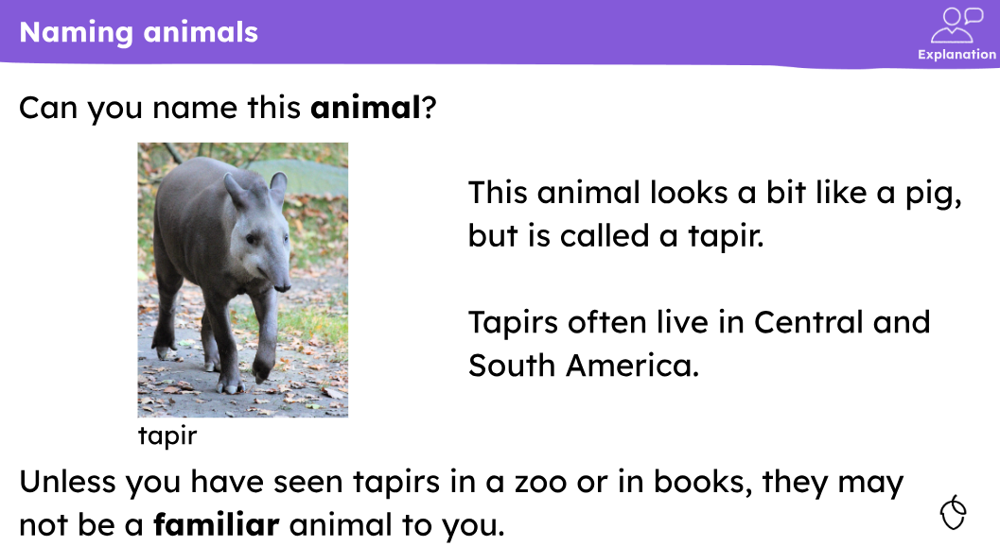 Naming animals
Explanation
Can you name this animal?
This animal looks a bit like a pig,
but is called a tapir.
Tapirs often live in Central and
South America.
tapir
Unless you have seen tapirs in a zoo or in books, they may
not be a familiar animal to you.